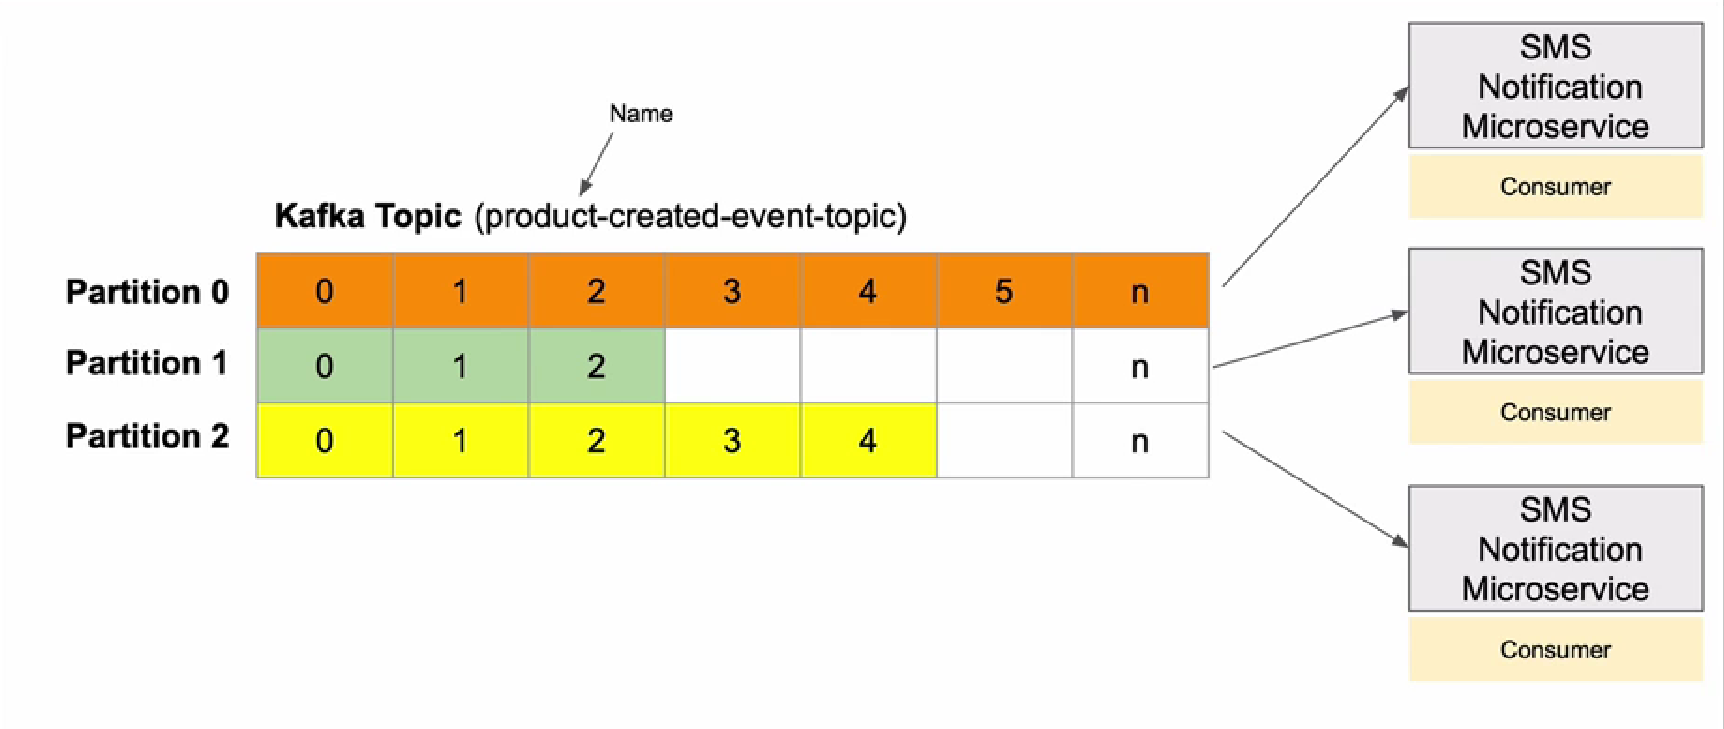 Name
Kafka Topic (product-created-event-topic)
Partition 0 0 1 2 3 4 5 n
Partition 1 0 1 2 n
Partition 2 0 1 2 3 4 n
SMS
Notification
Microservice
Consumer
SMS
Notification
Microservice
Consumer
SMS
Notification
Microservice
Consumer